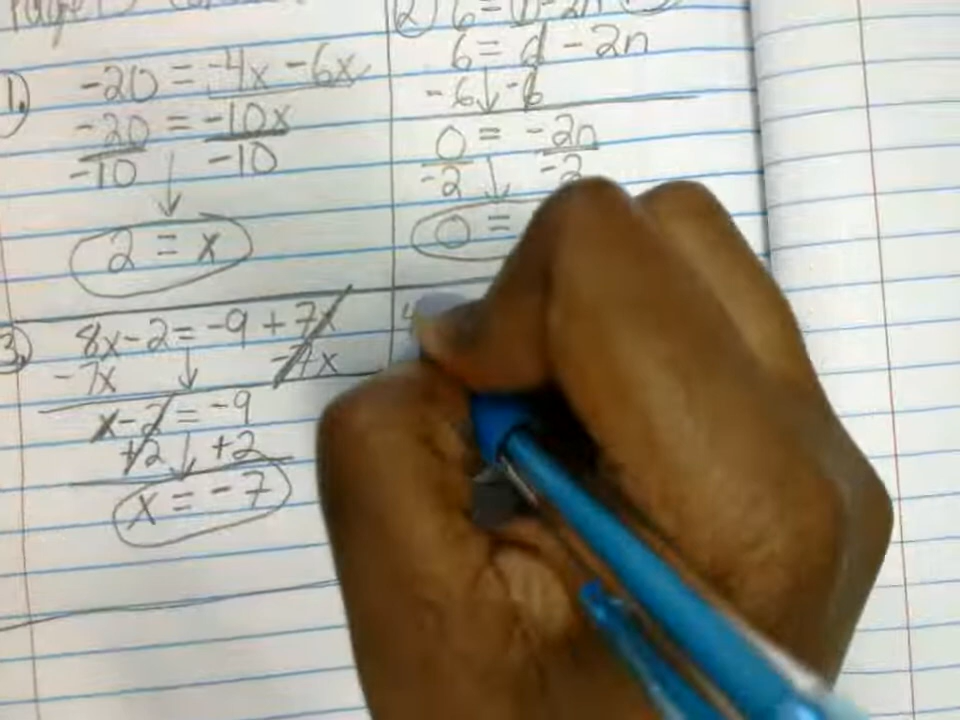 1.
-20 = -4x - 6x
-20 = -10x
-10 -10
2 = x
2)
6 = d - 2n
-6 -6
0 = -2n
-2 -2
0 =
3.
8x - 2 = -9 + 7x
-7x -7x
x - 2 = -9
+2 +2
x = -7
4